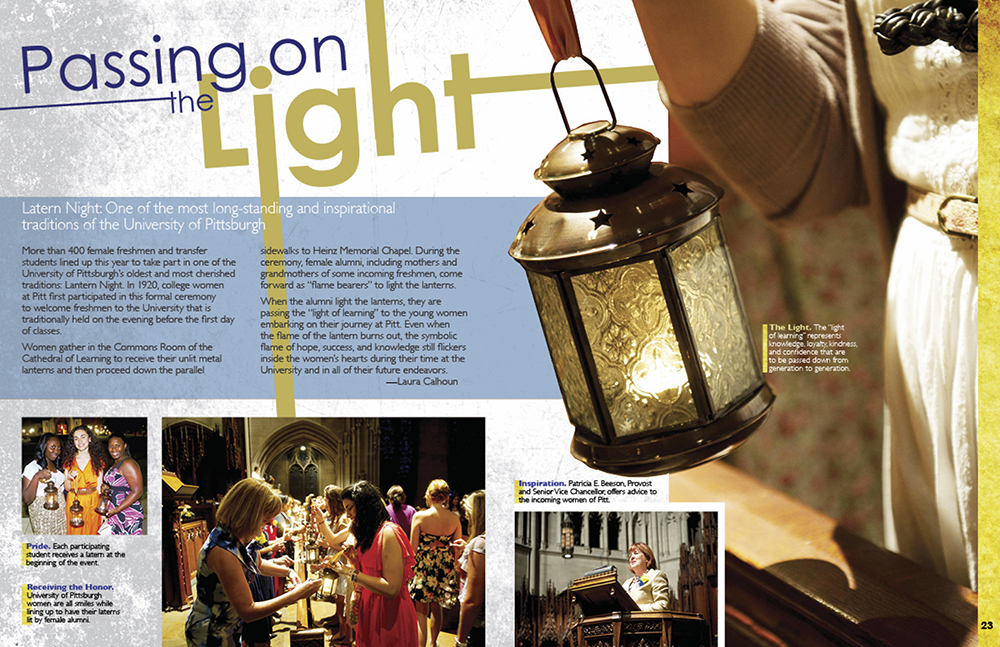 Passing on
the Light
Latern Night: One of the most long-standing and inspirational
traditions of the University of Pittsburgh
More than 400 female freshmen and transfer
students lined up this year to take part in one of the
University of Pittsburgh's oldest and most cherished
traditions: Lantern Night. In 1920, college women
at Pitt first participated in this formal ceremony
to welcome freshmen to the University that is
traditionally held on the evening before the first day
of classes.
Women gather in the Commons Room of the
Cathedral of Learning to receive their unlit metal
lanterns and then proceed down the parallel
sidewalks to Heinz Memorial Chapel. During the
ceremony, female alumni, including mothers and
grandmothers of some incoming freshmen, come
forward as "flame bearers" to light the lanterns.
When the alumni light the lanterns, they are
passing the "light of learning" to the young women
embarking on their journey at Pitt. Even when
the flame of the lantern burns out, the symbolic
flame of hope, success, and knowledge still flickers
inside the women's hearts during their time at the
University and in all of their future endeavors.
—Laura Calhoun
The Light. The "light
of learning" represents
knowledge, loyalty, kindness,
and confidence that are
to be passed down from
generation to generation.
Pride. Each participating
student receives a latern at the
beginning of the event.
Receiving the Honor.
University of Pittsburgh
women are all smiles while
lining up to have their laterns
lit by female alumni.
Inspiration. Patricia E. Beeson, Provost
and Senior Vice Chancellor, offers advice to
the incoming women of Pitt.
23